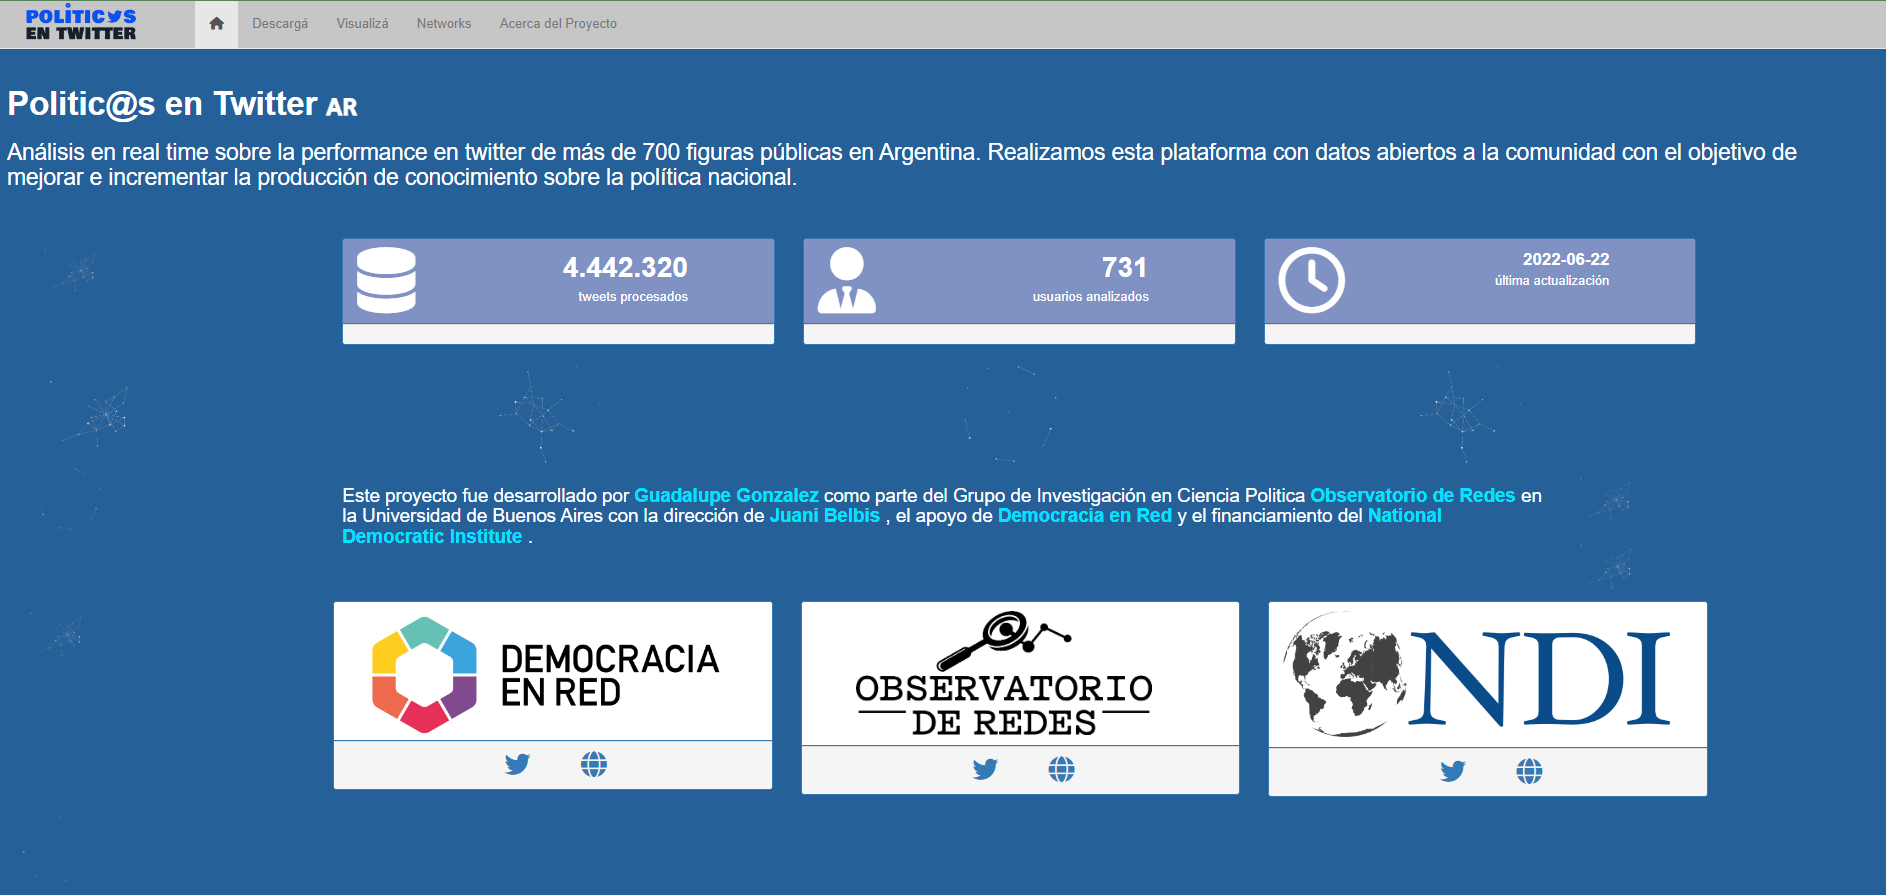 POLITIC@S
EN TWITTER
Descargá
Visualizá
Networks
Acerca del Proyecto
Politic@s en Twitter AR
Análisis en real time sobre la performance en twitter de más de 700 figuras públicas en Argentina. Realizamos esta plataforma con datos abiertos a la comunidad con el objetivo de
mejorar e incrementar la producción de conocimiento sobre la política nacional.
4.442.320
tweets procesados
731
usuarios analizados
2022-06-22
última actualización
Este proyecto fue desarrollado por Guadalupe Gonzalez como parte del Grupo de Investigación en Ciencia Politica Observatorio de Redes en
la Universidad de Buenos Aires con la dirección de Juani Belbis , el apoyo de Democracia en Red y el financiamiento del National
Democratic Institute .
DEMOCRACIA
EN RED
OBSERVATORIO
DE REDES
NDI